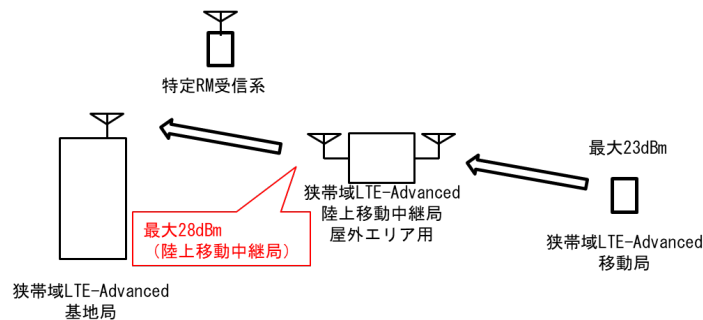 特定RM受信系
最大23dBm
狭帯域LTE-Advanced
陸上移動中継局
屋外エリア用
最大28dBm
（陸上移動中継局）
狭帯域LTE-Advanced
移動局
狭帯域LTE-Advanced
基地局